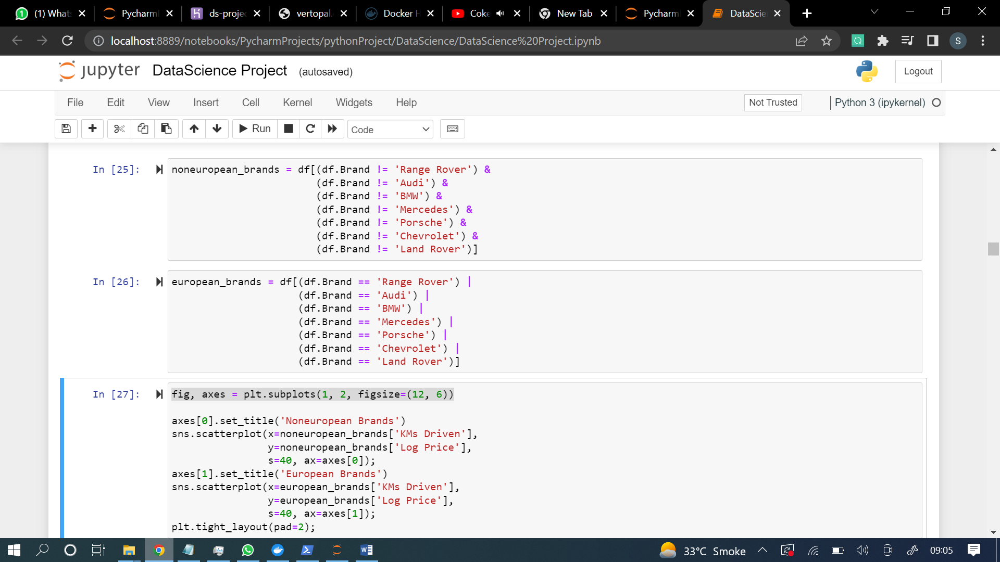 (1) Whats
Pycharm
ds-projec
vertopal.
Docker H
Coke
New Tab
Pycharm
DataScie
localhost:8889/notebooks/PycharmProjects/pythonProject/DataScience/DataScience%20Project.ipynb
S
jupyter DataScience Project (autosaved)
Logout
File Edit View Insert Cell Kernel Widgets Help
Not Trusted
Python 3 (ipykernel)
Run
Code
In [25]:
noneuropean_brands = df[(df.Brand != 'Range Rover') &
(df.Brand != 'Audi') &
(df.Brand != 'BMW') &
(df.Brand != 'Mercedes') &
(df.Brand != 'Porsche') &
(df.Brand != 'Chevrolet') &
(df.Brand != 'Land Rover')]
In [26]:
european_brands = df[(df.Brand == 'Range Rover') |
(df.Brand == 'Audi') |
(df.Brand == 'BMW') |
(df.Brand == 'Mercedes') |
(df.Brand == 'Porsche') |
(df.Brand == 'Chevrolet') |
(df.Brand == 'Land Rover')]
In [27]:
fig, axes = plt.subplots(1, 2, figsize=(12, 6))
axes[0].set_title('Noneuropean Brands')
sns.scatterplot(x=noneuropean_brands['KMs Driven'],
y=noneuropean_brands['Log Price'],
s=40, ax=axes[0]);
axes[1].set_title('European Brands')
sns.scatterplot(x=european_brands['KMs Driven'],
y=european_brands['Log Price'],
s=40, ax=axes[1]);
plt.tight_layout(pad=2);
33°C Smoke
09:05